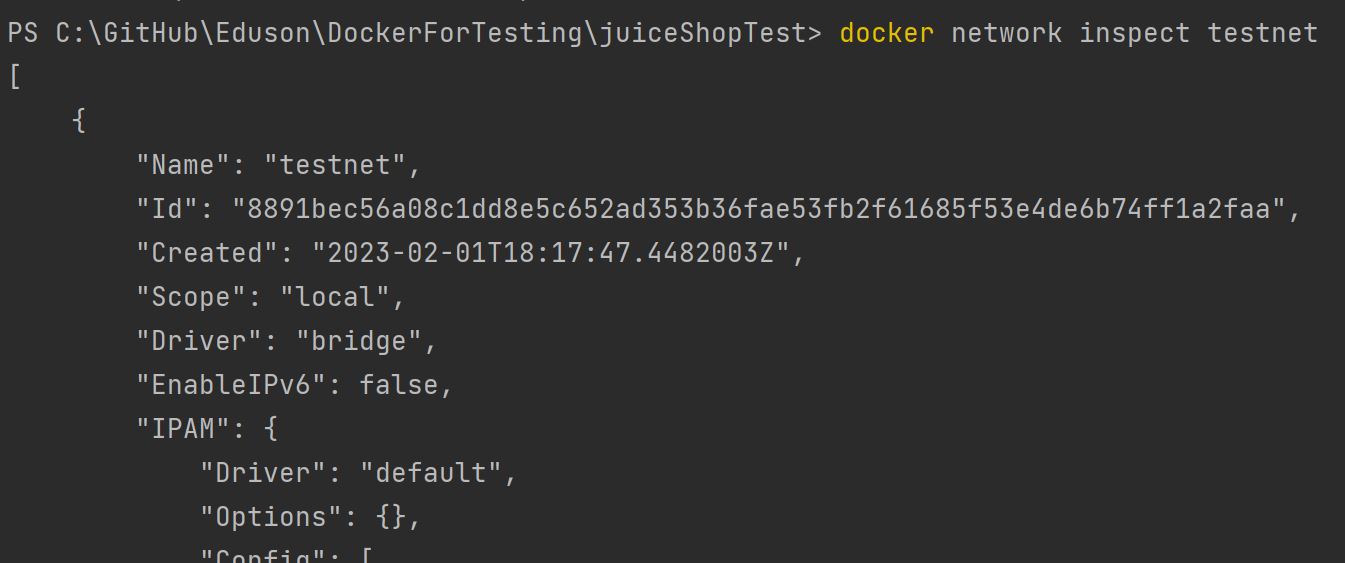 PS C:\GitHub\Eduson\DockerForTesting\juiceShopTest> docker network inspect testnet
[
    {
        "Name": "testnet",
        "Id": "8891bec56a08c1dd8e5c652ad353b36fae53fb2f61685f53e4de6b74ff1a2faa",
        "Created": "2023-02-01T18:17:47.4482003Z",
        "Scope": "local",
        "Driver": "bridge",
        "EnableIPv6": false,
        "IPAM": {
            "Driver": "default",
            "Options": {},
            "Config": [